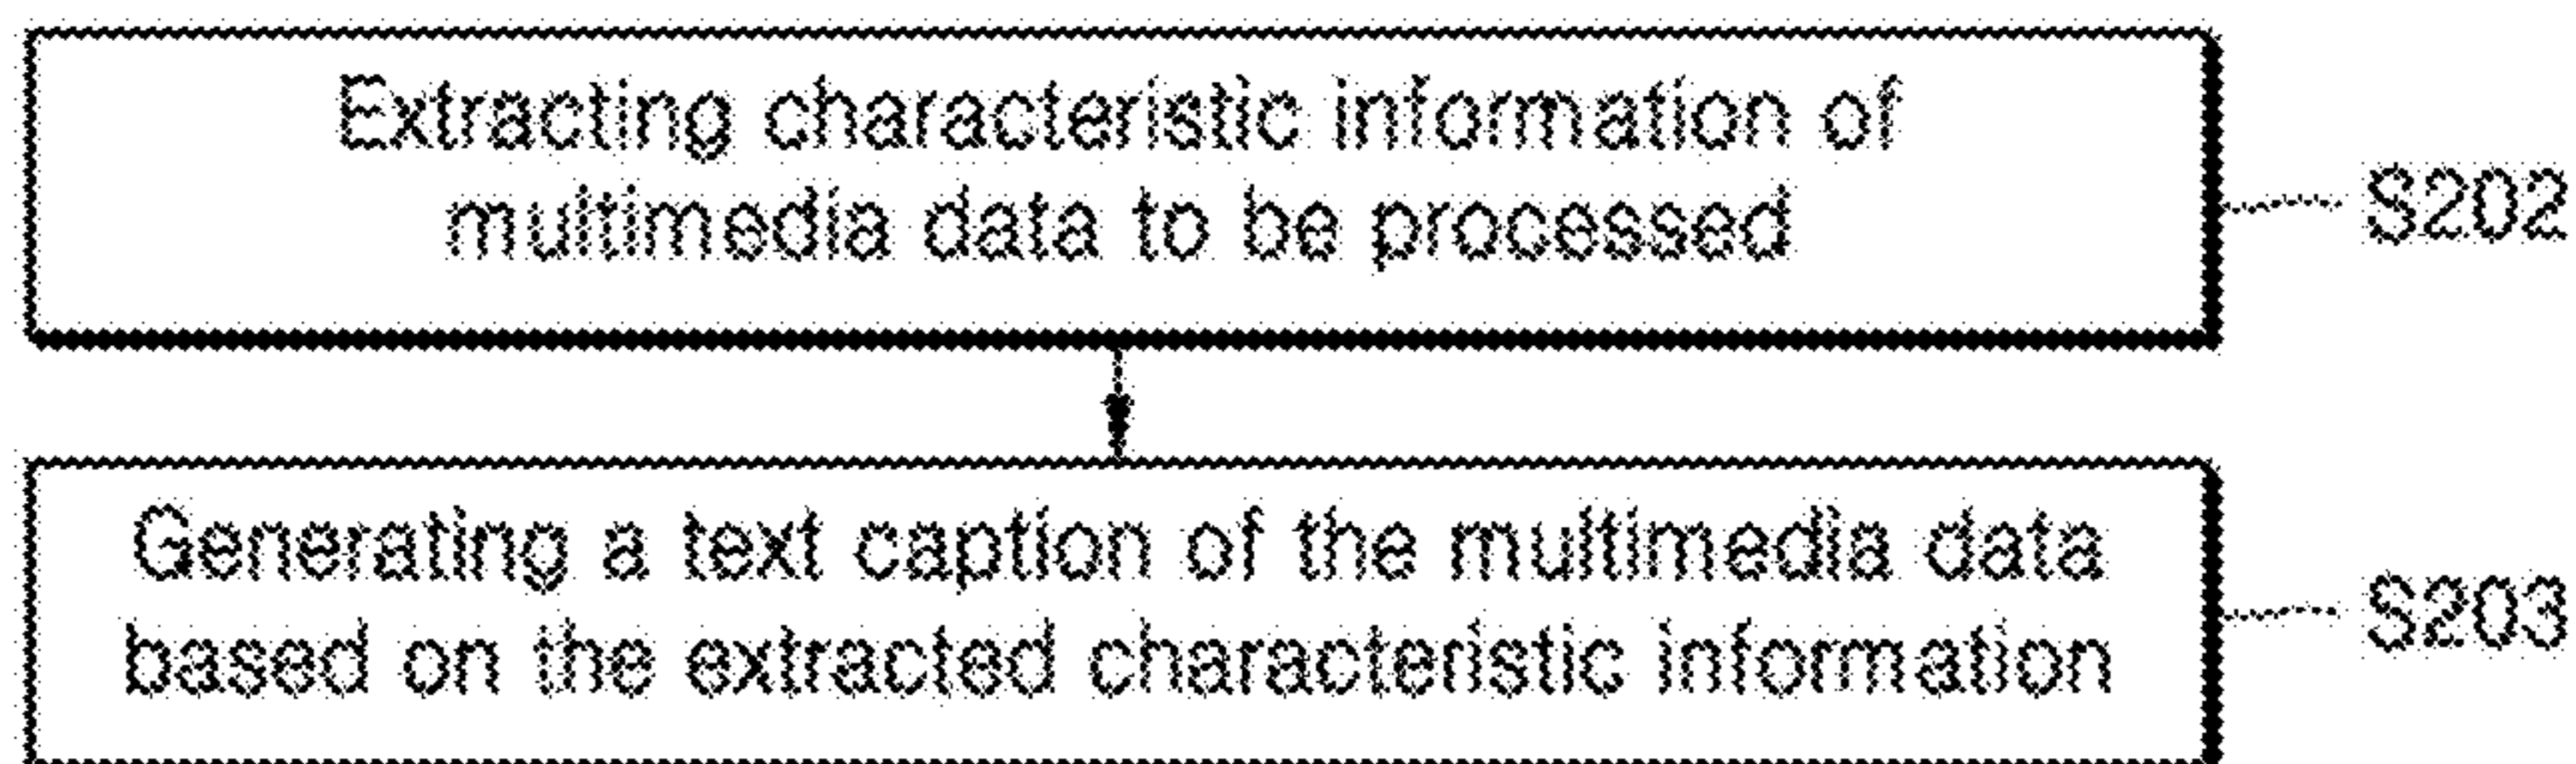 Extracting characteristic information of
multimedia data to be processed
S202
Generating a text caption of the multimedia data
based on the extracted characteristic information
S203